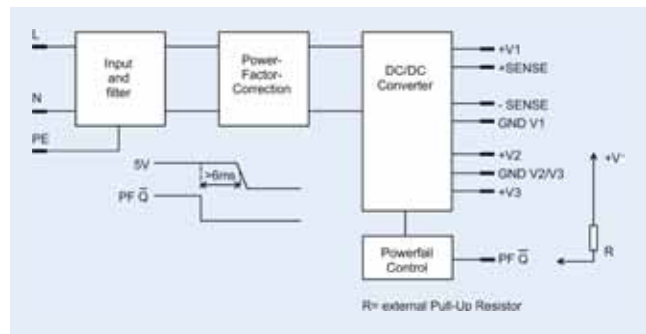 L
Input
and
filter
N
PE
Power-
Factor-
Correction
DC/DC
Converter
+V1
+SENSE
- SENSE
GND V1
+V2
GND V2/V3
+V3
5V
>6ms
PF Q̅
Powerfail
Control
PF Q̅
R
R= external Pull-Up Resistor